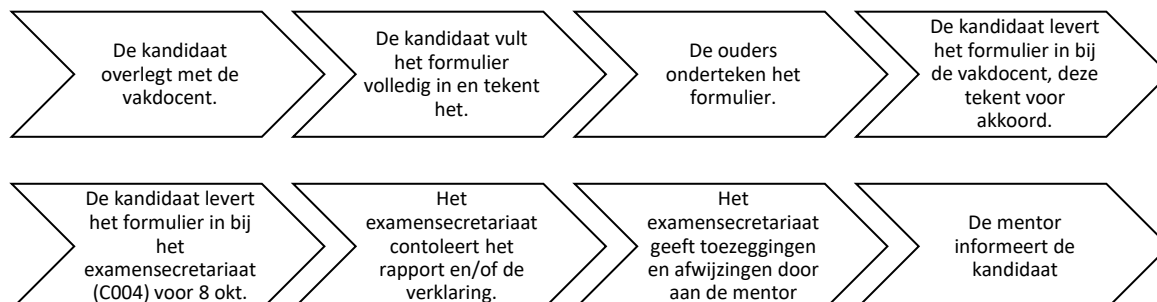 De kandidaat
overlegt met de
vakdocent.
De kandidaat vult
het formulier
volledig in en tekent
het.
De ouders
onderteken het
formulier.
De kandidaat levert
het formulier in bij
de vakdocent, deze
tekent voor
akkoord.
De kandidaat levert
het formulier in bij
het
examensecretariaat
(C004) voor 8 okt.
Het
examensecretariaat
contoleert het
rapport en/of de
verklaring.
Het
examensecretariaat
geeft toezeggingen
en afwijzingen door
aan de mentor
De mentor
informeert de
kandidaat